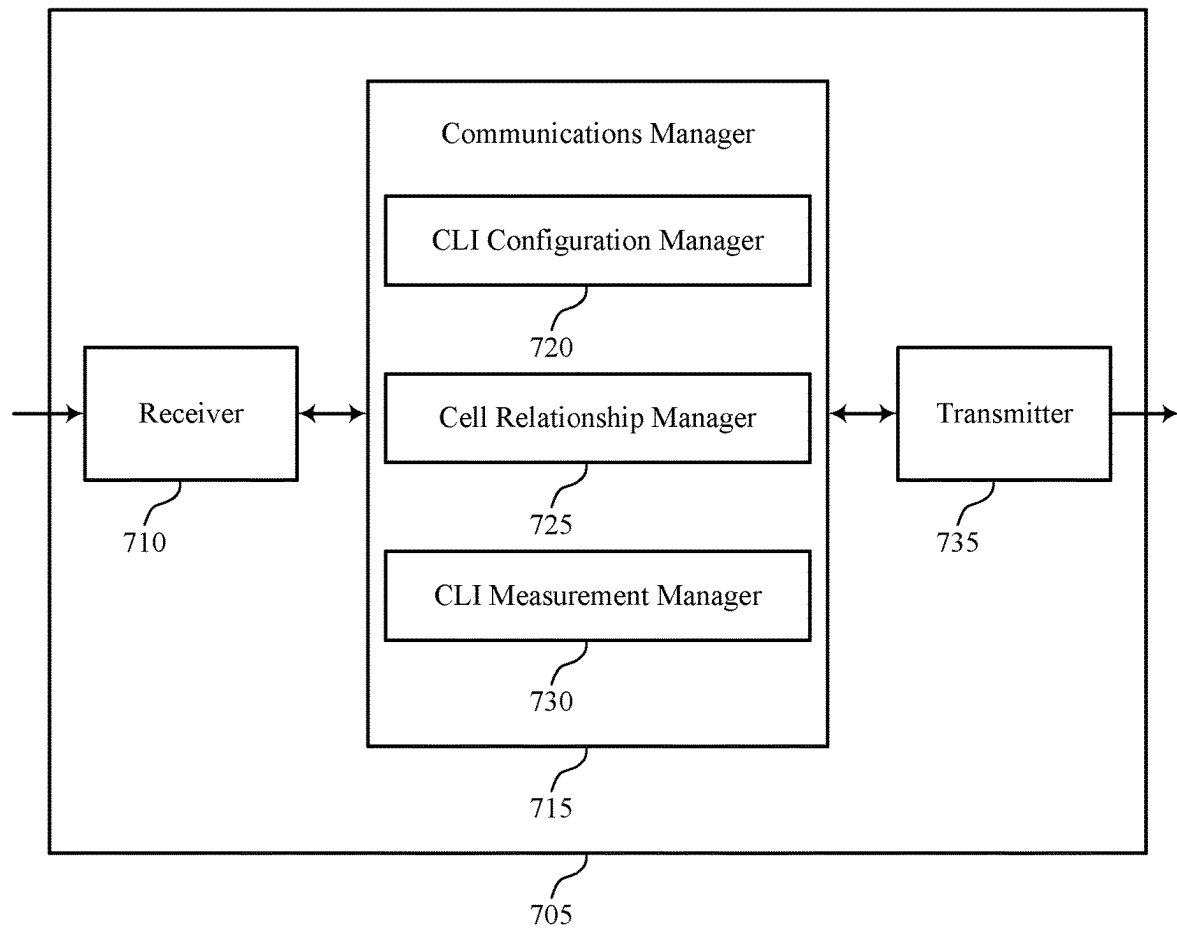 Communications Manager
CLI Configuration Manager
720
Receiver
710
Cell Relationship Manager
725
Transmitter
735
CLI Measurement Manager
730
715
705